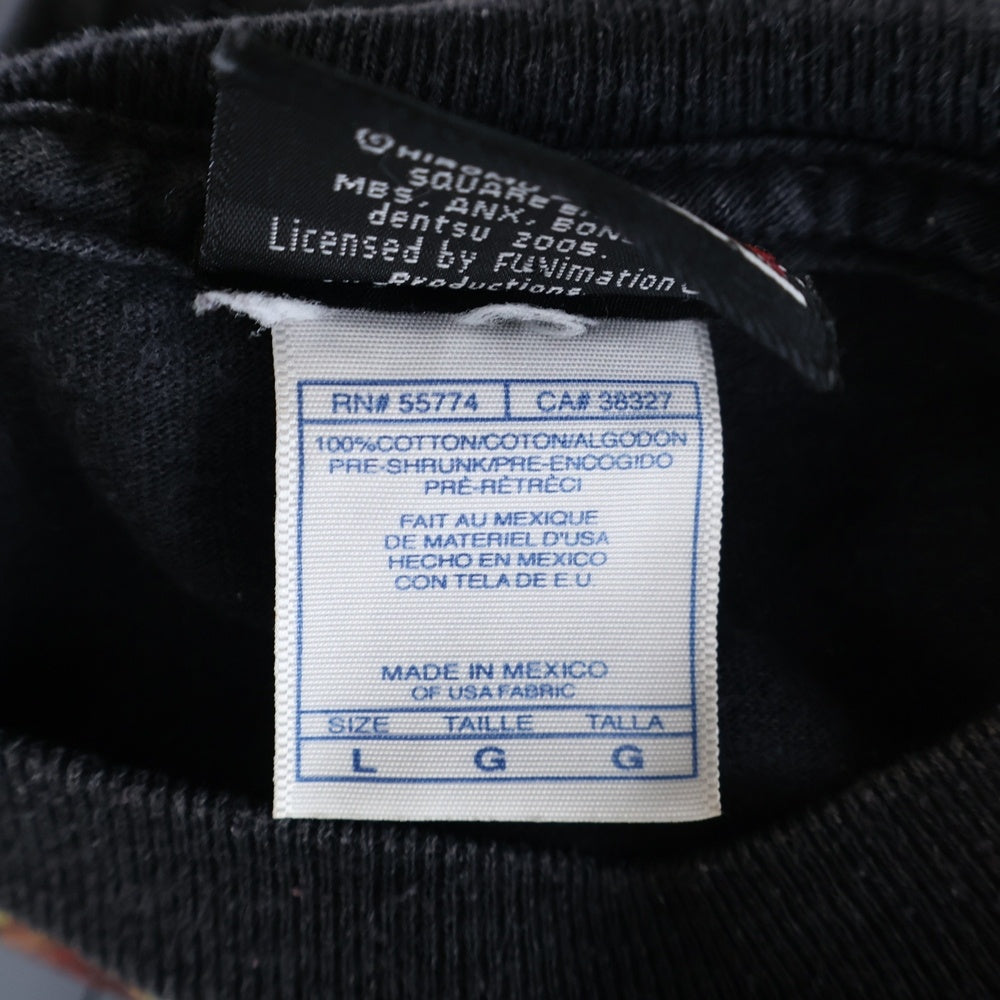 © HIROMU
SQUARE
MBS, ANX, BON
dentsu 2005.
Licensed by FUNimation
Productions
RN# 55774 CA# 38327
100%COTTON/COTON/ALGODON
PRE-SHRUNK/PRE-ENCOGIDO
PRÉ-RÉTRÉCI
FAIT AU MEXIQUE
DE MATERIEL D'USA
HECHO EN MEXICO
CON TELA DE E.U
MADE IN MEXICO
OF USA FABRIC
SIZE TAILLE TALLA
L G G